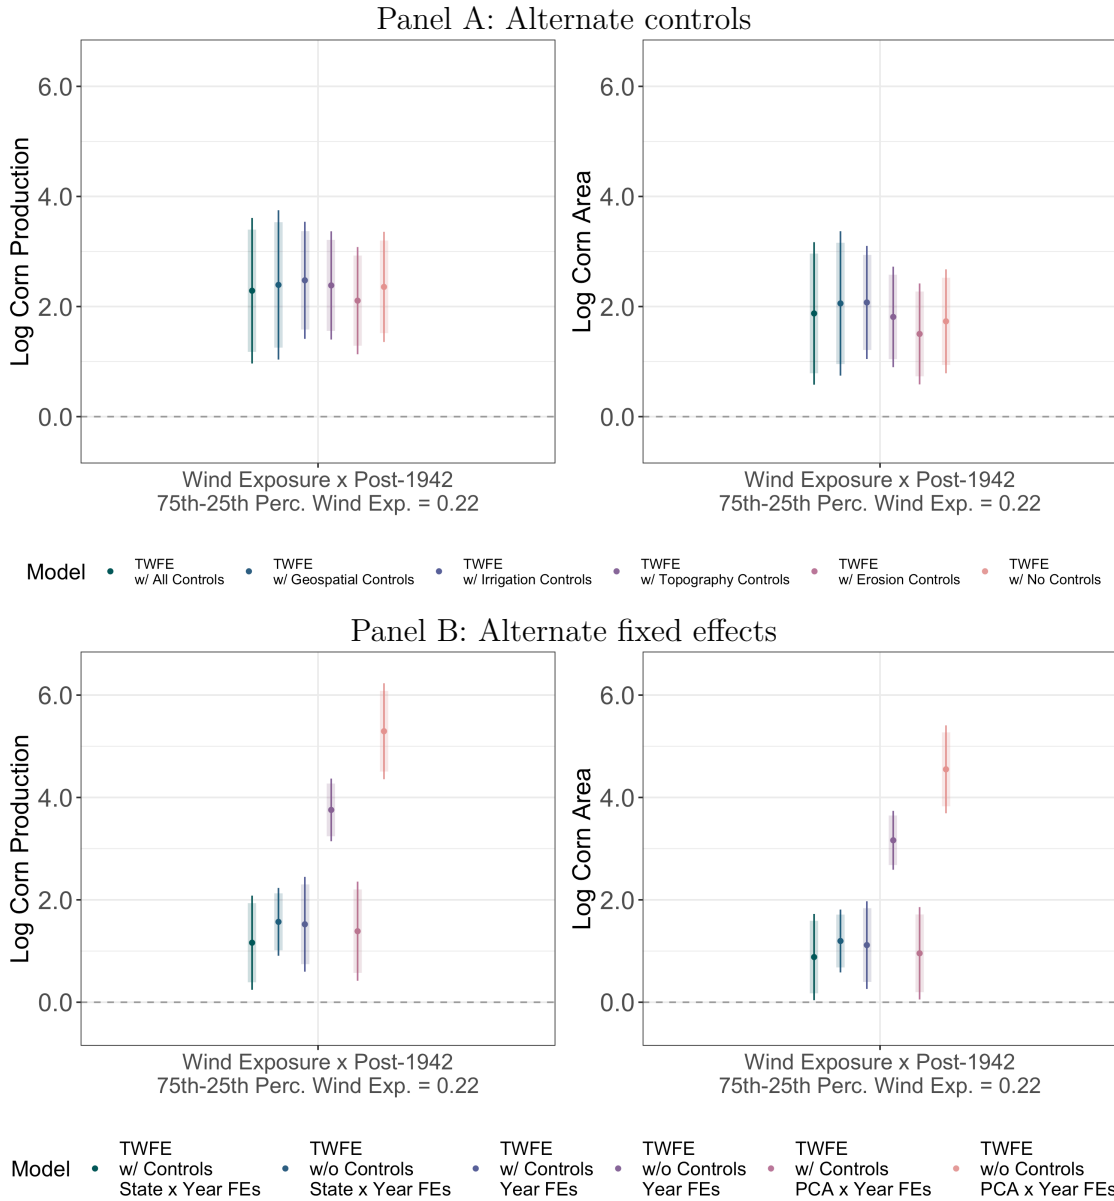 Panel A: Alternate controls
Log Corn Production
6.0
4.0
2.0
0.0
Wind Exposure x Post-1942
75th-25th Perc. Wind Exp. = 0.22
Log Corn Area
6.0
4.0
2.0
0.0
Wind Exposure x Post-1942
75th-25th Perc. Wind Exp. = 0.22
Model
TWFE
w/ All Controls
TWFE
w/ Geospatial Controls
TWFE
w/ Irrigation Controls
TWFE
w/ Topography Controls
TWFE
w/ Erosion Controls
TWFE
w/ No Controls
Panel B: Alternate fixed effects
Log Corn Production
6.0
4.0
2.0
0.0
Wind Exposure x Post-1942
75th-25th Perc. Wind Exp. = 0.22
Log Corn Area
6.0
4.0
2.0
0.0
Wind Exposure x Post-1942
75th-25th Perc. Wind Exp. = 0.22
Model
TWFE
w/ Controls
State x Year FEs
TWFE
w/o Controls
State x Year FEs
TWFE
w/ Controls
Year FEs
TWFE
w/o Controls
Year FEs
TWFE
w/ Controls
PCA x Year FEs
TWFE
w/o Controls
PCA x Year FEs